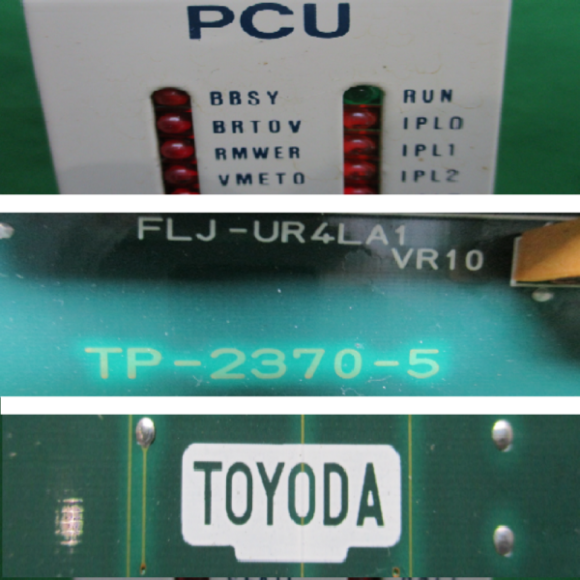 PCU
BBSY RUN
BRTOV IPL0
RMWER IPL1
VMETO IPL2
FLJ-UR4LA1
VR10
TP-2370-5
TOYODA